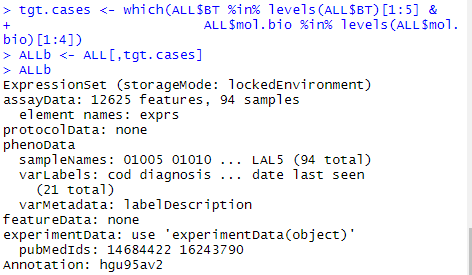 > tgt.cases <- which(ALL$BT %in% levels(ALL$BT)[1:5] &
+ ALL$mol.bio %in% levels(ALL$mol.
bio)[1:4])
> ALLb <- ALL[,tgt.cases]
> ALLb
ExpressionSet (storageMode: lockedEnvironment)
assayData: 12625 features, 94 samples
element names: exprs
protocolData: none
phenoData
sampleNames: 01005 01010 ... LAL5 (94 total)
varLabels: cod diagnosis ... date last seen
(21 total)
varMetadata: labelDescription
featureData: none
experimentData: use 'experimentData(object)'
pubMedIds: 14684422 16243790
Annotation: hgu95av2